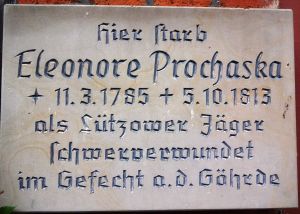 Hier starb
Eleonore Prochaska
+ 11.3.1785 + 5.10.1813
als Lützower Jäger
schwerverwundet
im Gefecht a.d. Göhrde